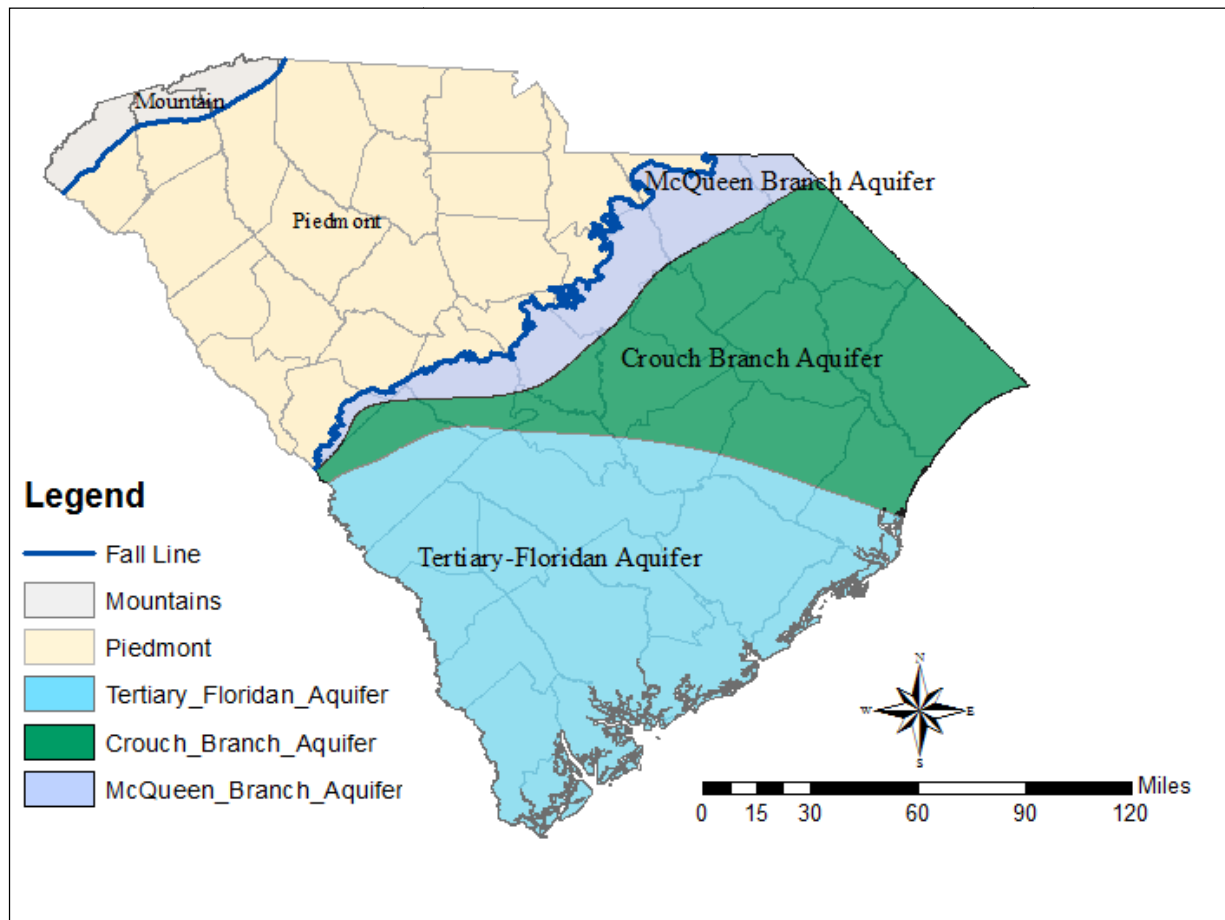 Mountain
McQueen Branch Aquifer
Piedmont
Crouch Branch Aquifer
Tertiary-Floridan Aquifer
Legend
Fall Line
Mountains
Piedmont
Tertiary_Floridan_Aquifer
Crouch_Branch_Aquifer
McQueen_Branch_Aquifer
N
W E
S
Miles
0 15 30 60 90 120